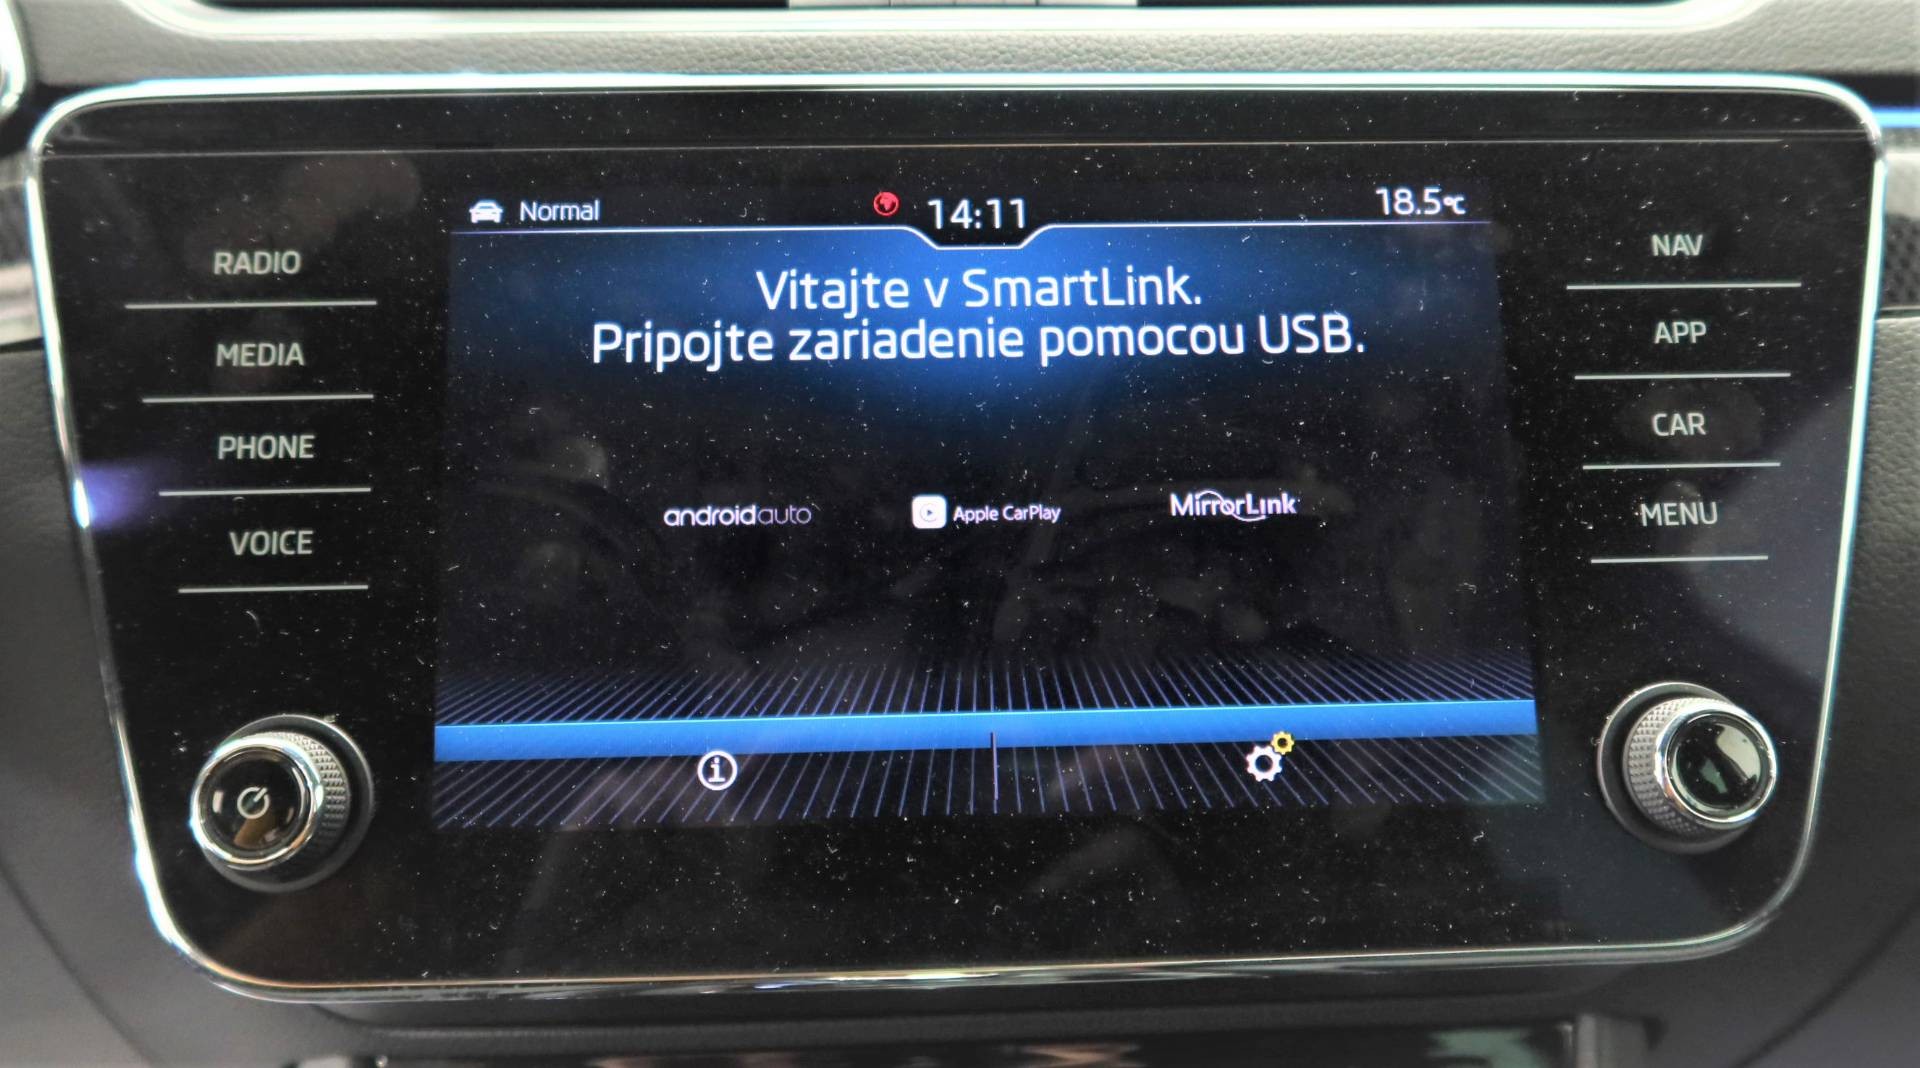 Normal
14:11
18.5°C
Vitajte v SmartLink.
Pripojte zariadenie pomocou USB.
androidauto
Apple CarPlay
MirrorLink
RADIO
MEDIA
PHONE
VOICE
NAV
APP
CAR
MENU